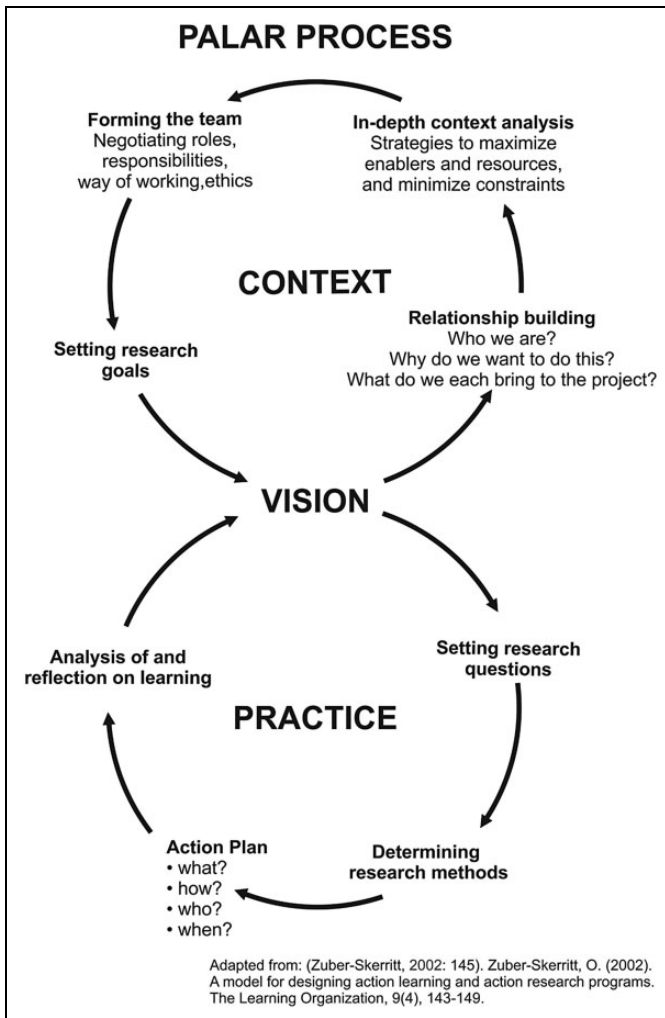 PALAR PROCESS
Forming the team
Negotiating roles,
responsibilities,
way of working,ethics
In-depth context analysis
Strategies to maximize
enablers and resources,
and minimize constraints
CONTEXT
Relationship building
Who we are?
Why do we want to do this?
What do we each bring to the project?
Setting research
goals
VISION
Analysis of and
reflection on learning
Setting research
questions
PRACTICE
Action Plan
• what?
• how?
• who?
• when?
Determining
research methods
Adapted from: (Zuber-Skerritt, 2002: 145). Zuber-Skerritt, O. (2002).
A model for designing action learning and action research programs.
The Learning Organization, 9(4), 143-149.